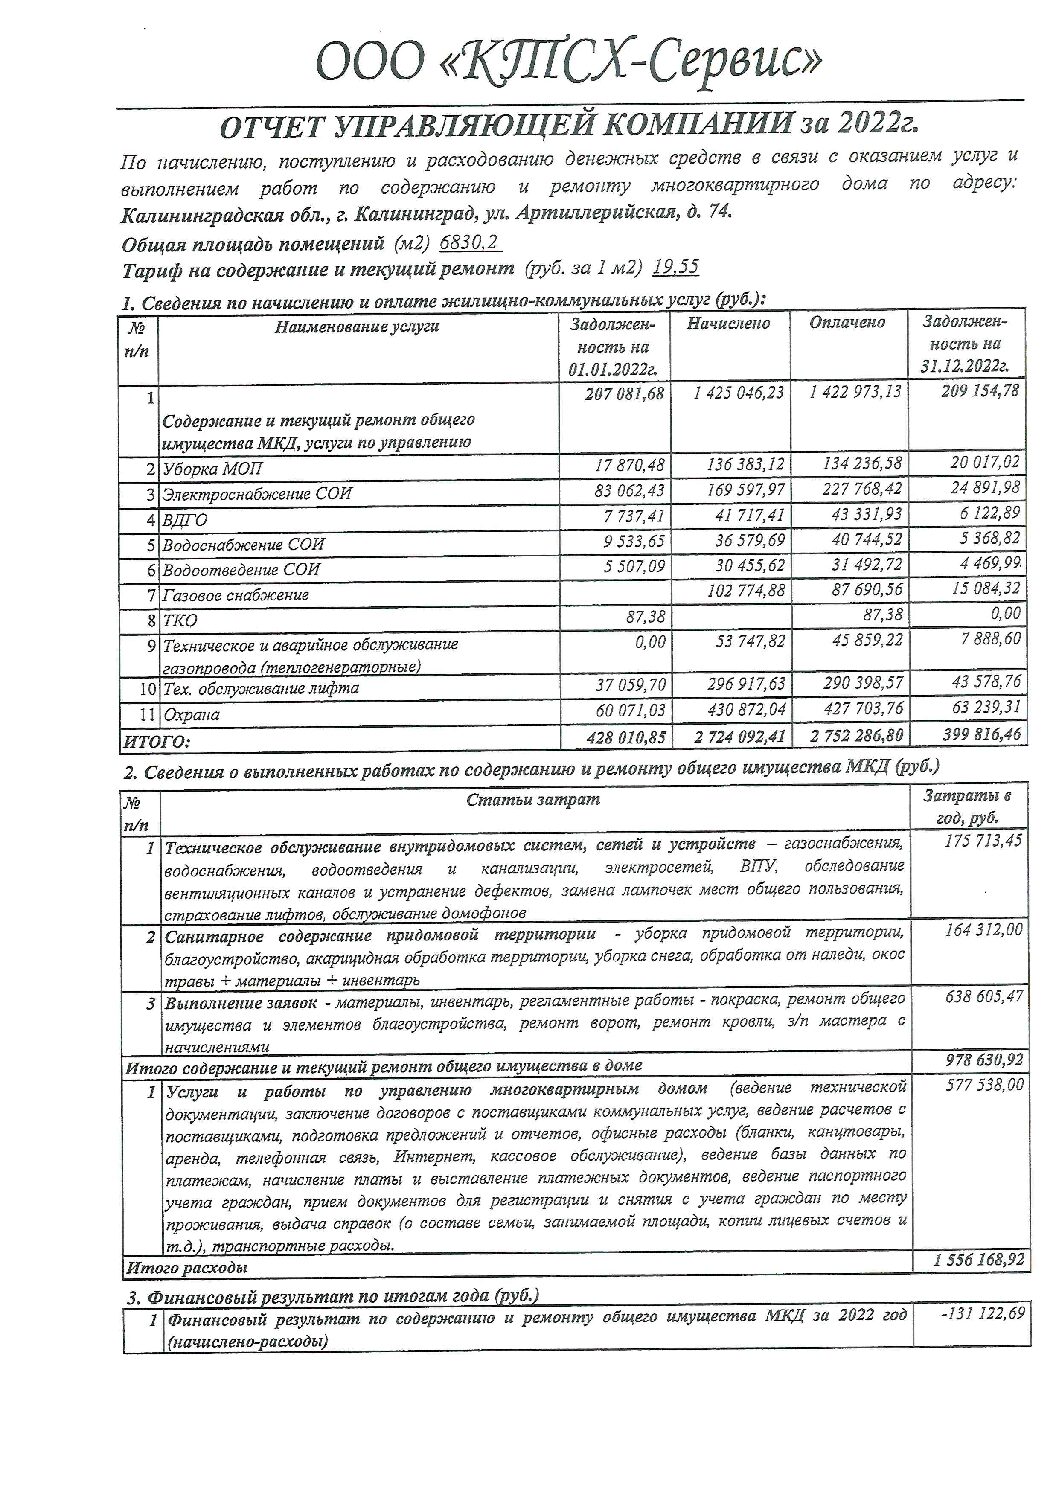 ООО «КТСХ-Сервис»
ОТЧЕТ УПРАВЛЯЮЩЕЙ КОМПАНИИ за 2022г.
По начислению, поступлению и расходованию денежных средств в связи с оказанием услуг и
выполнением работ по содержанию и ремонту многоквартирного дома по адресу:
Калининградская обл., г. Калининград, ул. Артиллерийская, д. 74.
Общая площадь помещений (м2) 6830,2
Тариф на содержание и текущий ремонт (руб. за 1 м2) 19,55
1. Сведения по начислению и оплате жилищно-коммунальных услуг (руб.):
№ п/п Наименование услуги Задолжен-ность на 01.01.2022г. Начислено Оплачено Задолжен-ность на 31.12.2022г.
1 207 081,68 1 425 046,23 1 422 973,13 209 154,78
Содержание и текущий ремонт общего
имущества МКД, услуги по управлению
2 Уборка МОП 17 870,48 136 383,12 134 236,58 20 017,02
3 Электроснабжение СОИ 83 062,43 169 597,97 227 768,42 24 891,98
4 ВДГО 7 737,41 41 717,41 43 331,93 6 122,89
5 Водоснабжение СОИ 9 533,65 36 579,69 40 744,52 5 368,82
6 Водоотведение СОИ 5 507,09 30 455,62 31 492,72 4 469,99
7 Газовое снабжение 102 774,88 87 690,56 15 084,32
8 ТКО 87,38 87,38 0,00
9 Техническое и аварийное обслуживание 0,00 53 747,82 45 859,22 7 888,60
газопровода (теплогенераторные)
10 Тех. обслуживание лифта 37 059,70 296 917,63 290 398,57 43 578,76
11 Охрана 60 071,03 430 872,04 427 703,76 63 239,31
ИТОГО: 428 010,85 2 724 092,41 2 752 286,80 399 816,46
2. Сведения о выполненных работах по содержанию и ремонту общего имущества МКД (руб.)
№ п/п Статьи затрат Затраты в год, руб.
1 Техническое обслуживание внутридомовых систем, сетей и устройств – газоснабжения, 175 713,45
водоснабжения, водоотведения и канализации, электросетей, ВПУ, обследование
вентиляционных каналов и устранение дефектов, замена лампочек мест общего пользования,
страхование лифтов, обслуживание домофонов
2 Санитарное содержание придомовой территории - уборка придомовой территории, 164 312,00
благоустройство, акарицидная обработка территории, уборка снега, обработка от наледи, окос
травы + материалы + инвентарь
3 Выполнение заявок - материалы, инвентарь, регламентные работы - покраска, ремонт общего 638 605,47
имущества и элементов благоустройства, ремонт ворот, ремонт кровли, з/п мастера с
начислениями
Итого содержание и текущий ремонт общего имущества в доме 978 630,92
1 Услуги и работы по управлению многоквартирным домом (ведение технической 577 538,00
документации, заключение договоров с поставщиками коммунальных услуг, ведение расчетов с
поставщиками, подготовка предложений и отчетов, офисные расходы (бланки, канцтовары,
аренда, телефонная связь, Интернет, кассовое обслуживание), ведение базы данных по
платежам, начисление платы и выставление платежных документов, ведение паспортного
учета граждан, прием документов для регистрации и снятия с учета граждан по месту
проживания, выдача справок (о составе семьи, занимаемой площади, копии лицевых счетов и
т.д.), транспортные расходы.
Итого расходы 1 556 168,92
3. Финансовый результат по итогам года (руб.)
1 Финансовый результат по содержанию и ремонту общего имущества МКД за 2022 год -131 122,69
(начислено-расходы)